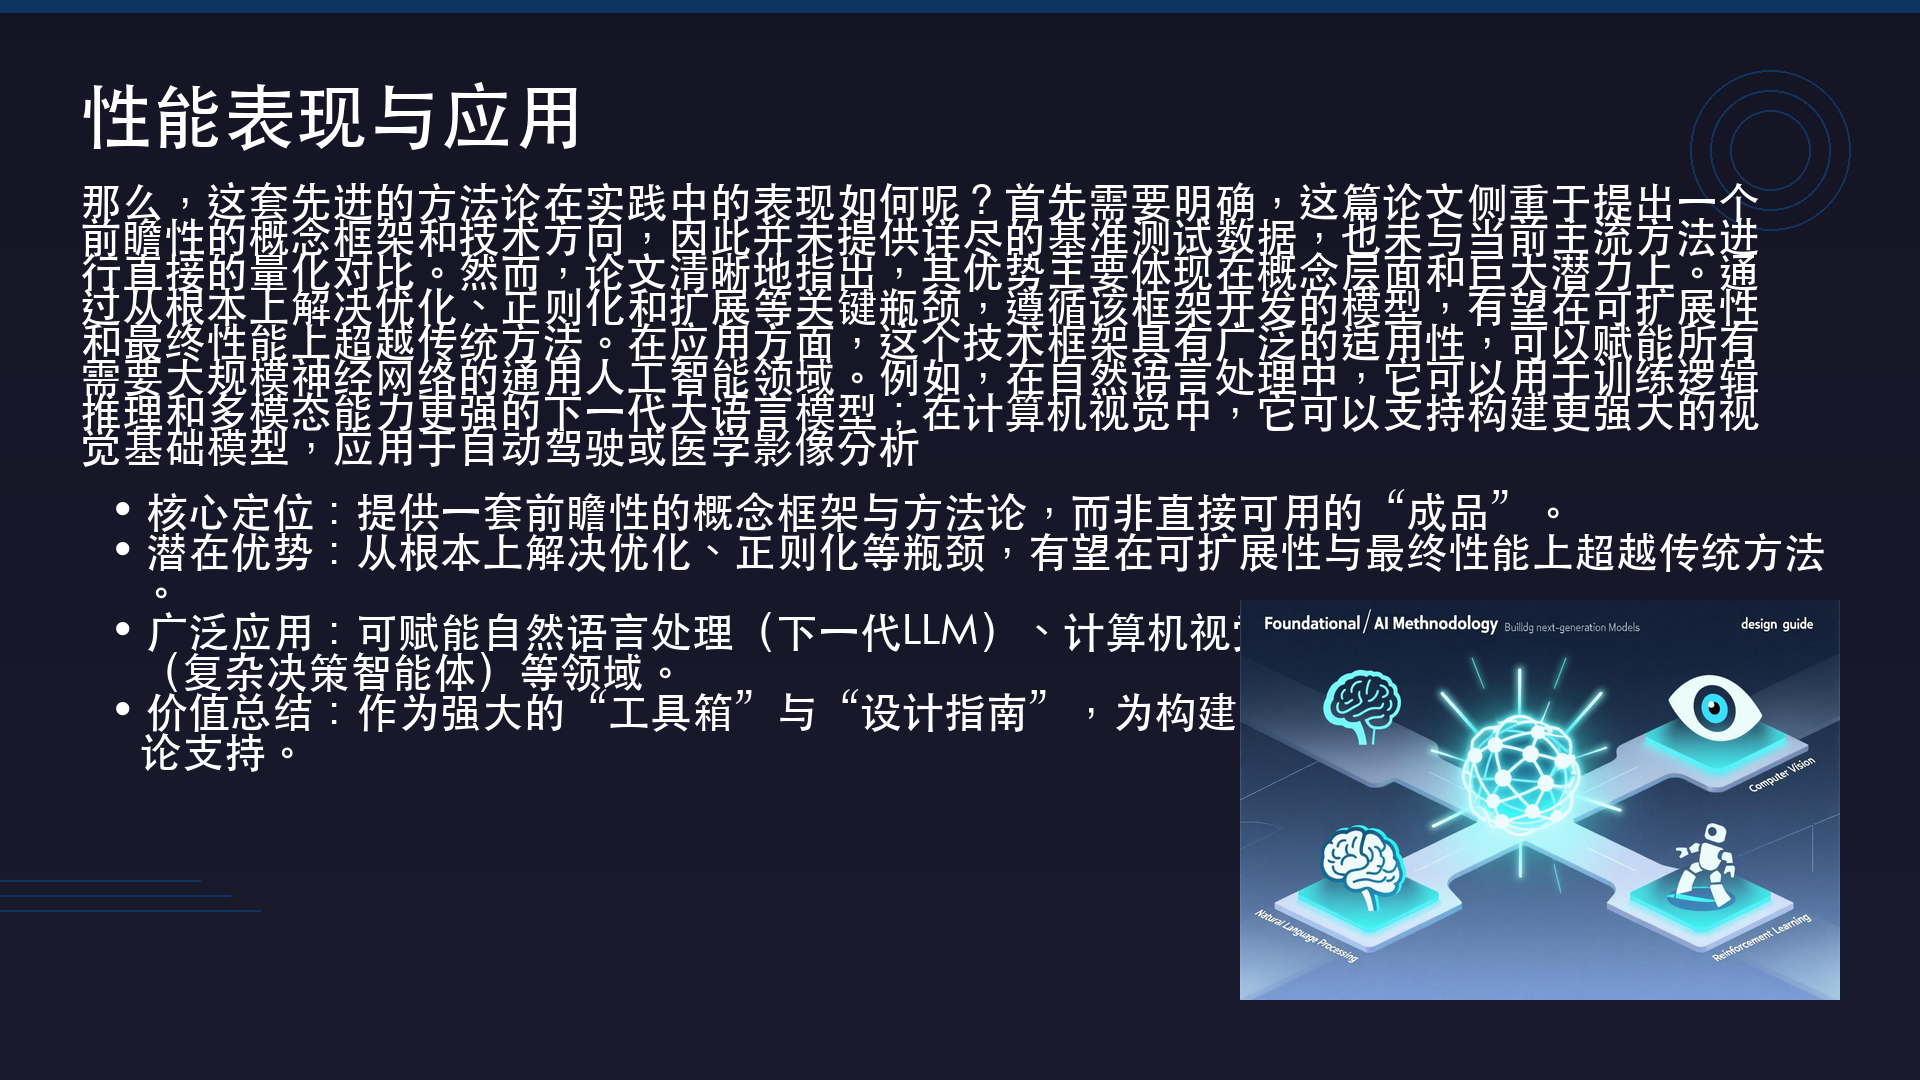 性能表现与应用
那么，这套先进的方法论在实践中的表现如何呢？首先需要明确，这篇论文侧重于提出一个
前瞻性的概念框架和技术方向，因此并未提供详尽的基准测试数据，也未与当前主流方法进
行直接的量化对比。然而，论文清晰地指出，其优势主要体现在概念层面和巨大潜力上。通
过从根本上解决优化、正则化和扩展等关键瓶颈，遵循该框架开发的模型，有望在可扩展性
和最终性能上超越传统方法。在应用方面，这个技术框架具有广泛的适用性，可以赋能所有
需要大规模神经网络的通用人工智能领域。例如，在自然语言处理中，它可以用于训练逻辑
推理和多模态能力更强的下一代大语言模型；在计算机视觉中，它可以支持构建更强大的视
觉基础模型，应用于自动驾驶或医学影像分析
• 核心定位：提供一套前瞻性的概念框架与方法论，而非直接可用的“成品”。
• 潜在优势：从根本上解决优化、正则化等瓶颈，有望在可扩展性与最终性能上超越传统方法
。
• 广泛应用：可赋能自然语言处理（下一代LLM）、计算机视
（复杂决策智能体）等领域。
• 价值总结：作为强大的“工具箱”与“设计指南”，为构建
论支持。
Foundational / AI Methnodology Builldg next-generation Models
design guide
Computer Vision
Natural Language Processing
Reinforcement Learning